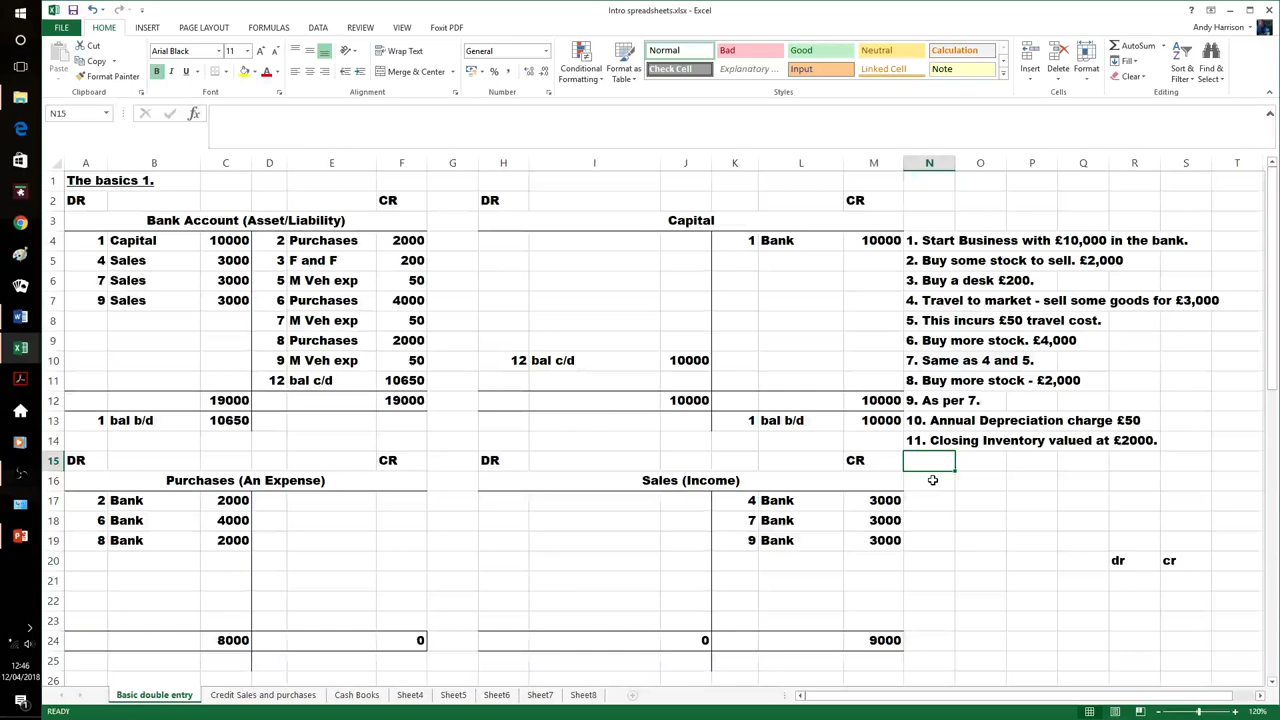 Intro spreadsheets.xlsx - Excel
FILE HOME INSERT PAGE LAYOUT FORMULAS DATA REVIEW VIEW Foxit PDF Andy Harrison
Cut
Copy
Format Painter
Paste
Clipboard
Arial Black 11
Font
Wrap Text
Merge & Center
Alignment
General
Number
Conditional Formatting
Format as Table
Normal Bad Good Neutral Calculation
Check Cell Explanatory ... Input Linked Cell Note
Styles
Insert Delete Format
Cells
AutoSum
Fill
Clear
Sort & Filter
Find & Select
Editing
N15
A B C D E F G H I J K L M N O P Q R S T
1 The basics 1.
2 DR CR DR CR
3 Bank Account (Asset/Liability) Capital
4 1 Capital 10000 2 Purchases 2000 1 Bank 10000 1. Start Business with £10,000 in the bank.
5 4 Sales 3000 3 F and F 200 2. Buy some stock to sell. £2,000
6 7 Sales 3000 5 M Veh exp 50 3. Buy a desk £200.
7 9 Sales 3000 6 Purchases 4000 4. Travel to market - sell some goods for £3,000
8 7 M Veh exp 50 5. This incurs £50 travel cost.
9 8 Purchases 2000 6. Buy more stock. £4,000
10 9 M Veh exp 50 12 bal c/d 10000 7. Same as 4 and 5.
11 12 bal c/d 10650 8. Buy more stock - £2,000
12 19000 19000 10000 10000 9. As per 7.
13 1 bal b/d 10650 1 bal b/d 10000 10. Annual Depreciation charge £50
14 11. Closing Inventory valued at £2000.
15 DR CR DR CR
16 Purchases (An Expense) Sales (Income)
17 2 Bank 2000 4 Bank 3000
18 6 Bank 4000 7 Bank 3000
19 8 Bank 2000 9 Bank 3000
20 dr cr
21
22
23
24 8000 0 0 9000
25
26
Basic double entry Credit Sales and purchases Cash Books Sheet4 Sheet5 Sheet6 Sheet7 Sheet8
READY 120%
12:46
12/04/2018